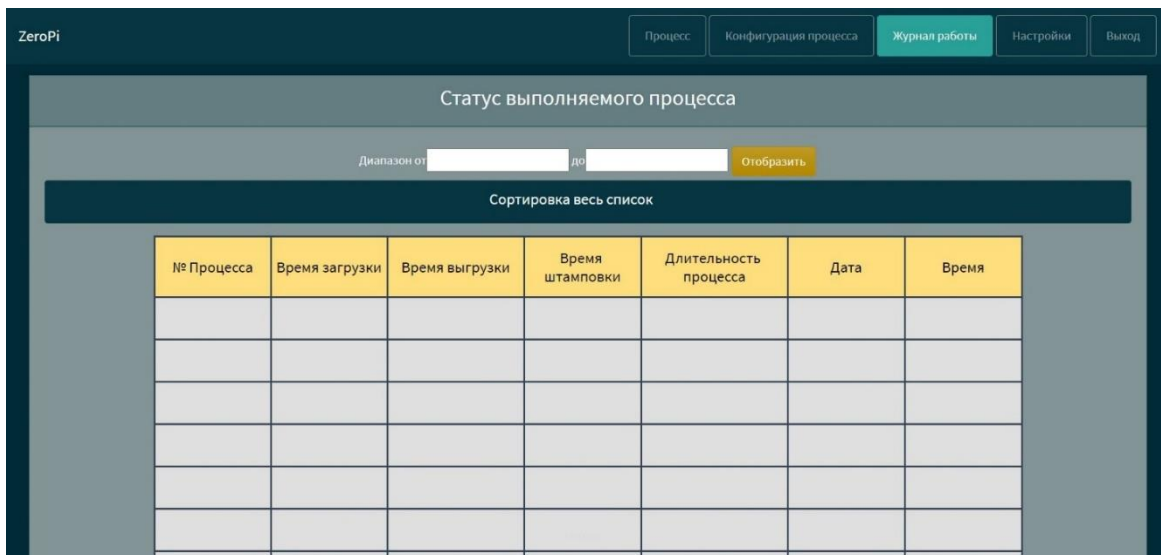 ZeroPi Процесс Конфигурация процесса Журнал работы Настройки Выход
Статус выполняемого процесса
Диапазон от до Отобразить
Сортировка весь список
№ Процесса Время загрузки Время выгрузки Время штамповки Длительность процесса Дата Время